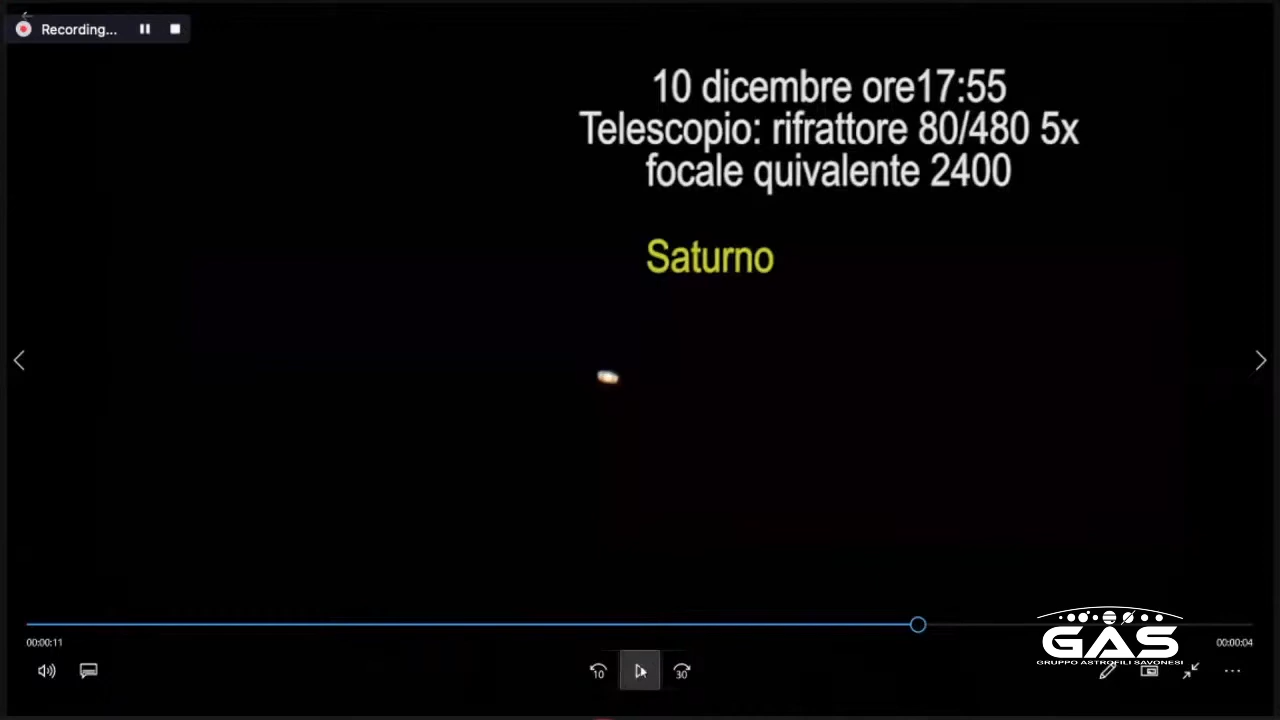 Recording...
10 dicembre ore17:55
Telescopio: rifrattore 80/480 5x
focale quivalente 2400
Saturno
00:00:11
00:00:04
10
30
GAS
GRUPPO ASTROFILI SAVONESI